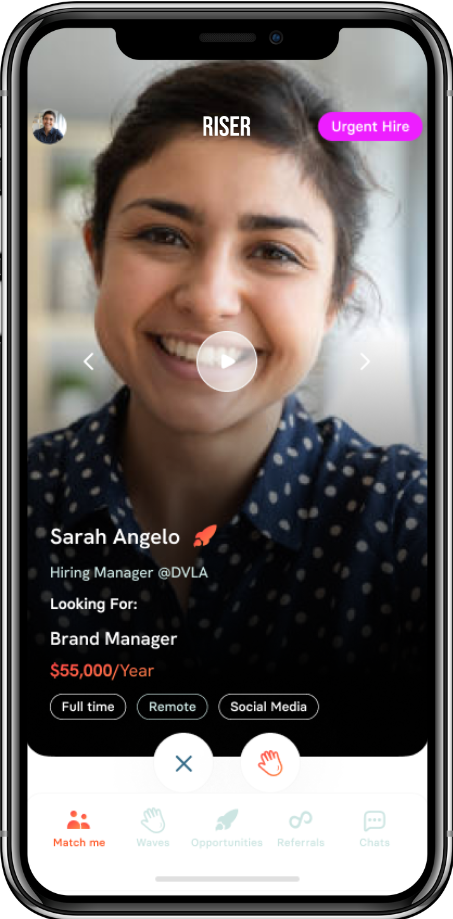 RISER
Urgent Hire
Sarah Angelo
Hiring Manager @DVLA
Looking For:
Brand Manager
$55,000/Year
Full time Remote Social Media
Match me Waves Opportunities Referrals Chats